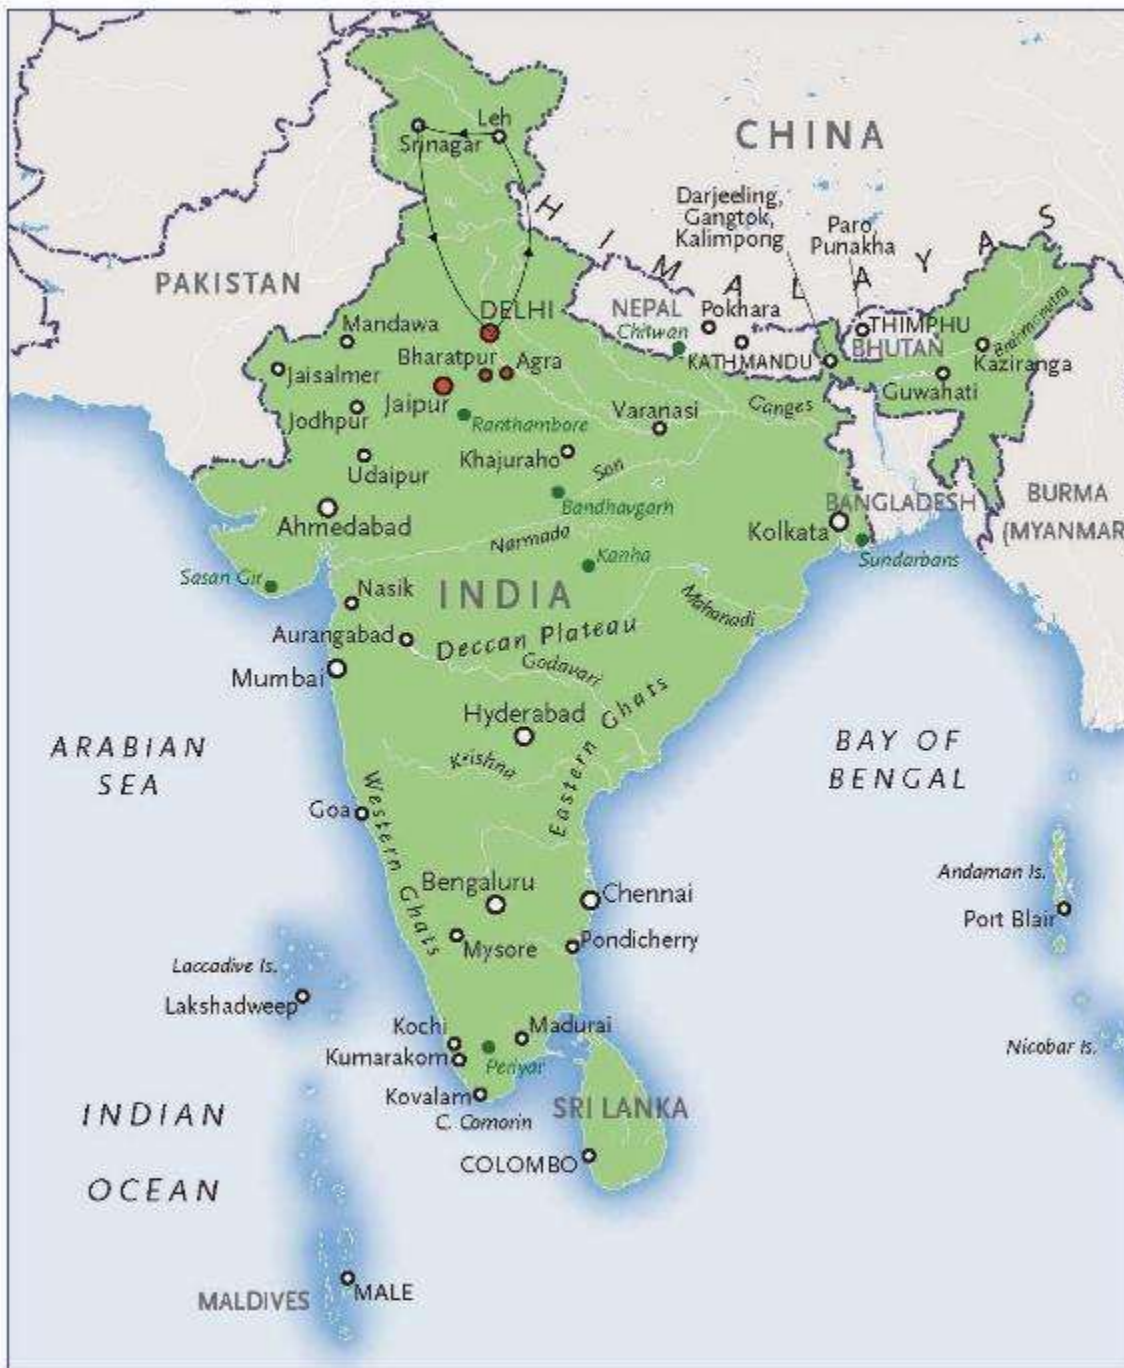 Leh
Srinagar
CHINA
HIMALAYAS
Darjeeling,
Gangtok,
Kalimpong
Paro,
Punakha
PAKISTAN
DELHI
NEPAL
Pokhara
Chitwan
KATHMANDU
THIMPHU
BHUTAN
Brahmaputra
Kaziranga
Guwahati
Mandawa
Bharatpur
Agra
Jaisalmer
Jaipur
Jodhpur
Ranthambore
Varanasi
Ganges
Udaipur
Khajuraho
Son
Bandhavgarh
Ahmedabad
Narmada
Kanha
BANGLADESH
Kolkata
Sundarbans
BURMA
(MYANMAR
Sasan Gir
Nasik
INDIA
Mahanadi
Aurangabad
Deccan Plateau
Godavari
Mumbai
Hyderabad
Eastern Ghats
Krishna
ARABIAN
SEA
BAY OF
BENGAL
Goa
Western Ghats
Bengaluru
Chennai
Mysore
Pondicherry
Andaman Is.
Port Blair
Laccadive Is.
Lakshadweep
Kochi
Madurai
Kumarakom
Periyar
Nicobar Is.
Kovalam
C. Comorin
SRI LANKA
COLOMBO
INDIAN
OCEAN
MALDIVES
MALE